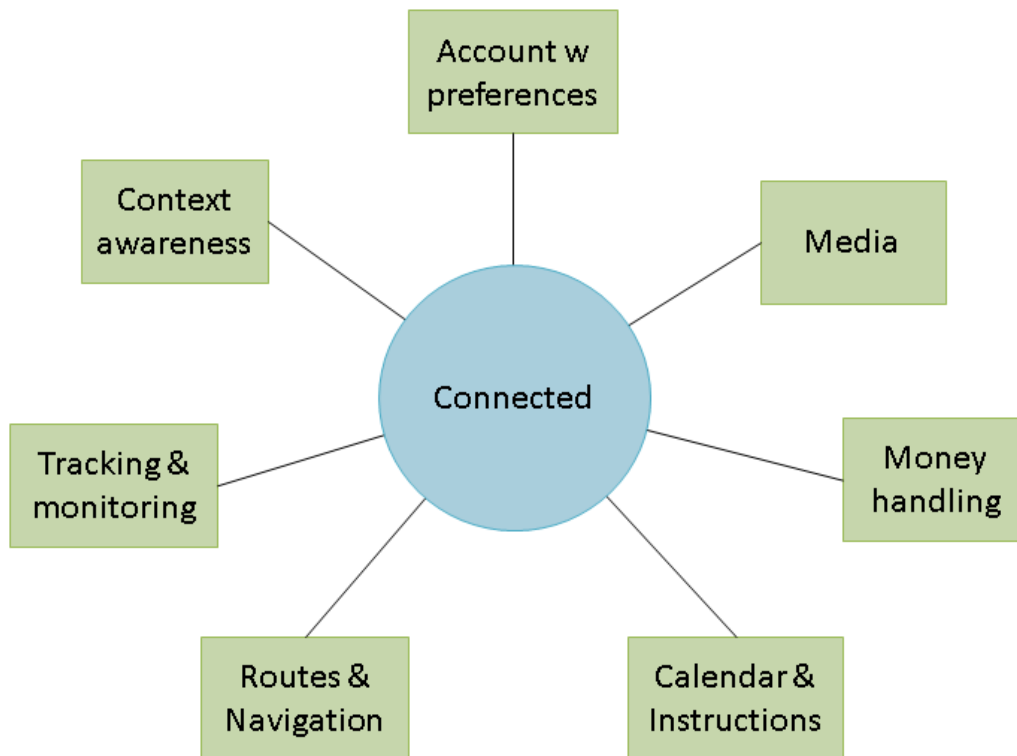 Account w
preferences
Context
awareness
Media
Connected
Tracking &
monitoring
Money
handling
Routes &
Navigation
Calendar &
Instructions